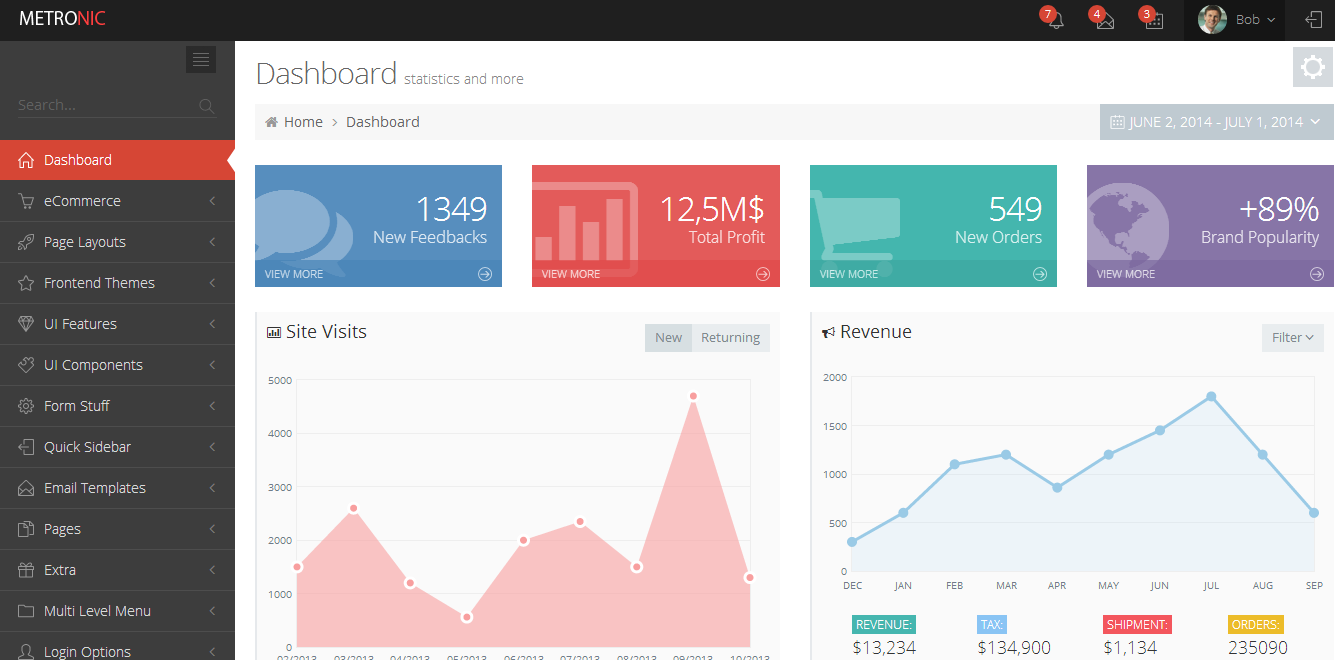 METRONIC
7
4
3
Bob
Search...
Dashboard
eCommerce
Page Layouts
Frontend Themes
UI Features
UI Components
Form Stuff
Quick Sidebar
Email Templates
Pages
Extra
Multi Level Menu
Login Options
Dashboard statistics and more
Home > Dashboard
JUNE 2, 2014 - JULY 1, 2014
1349
New Feedbacks
VIEW MORE
12,5M$
Total Profit
VIEW MORE
549
New Orders
VIEW MORE
+89%
Brand Popularity
VIEW MORE
Site Visits
New Returning
5000
4000
3000
2000
1000
0
02/2013 03/2013 04/2013 05/2013 06/2013 07/2013 08/2013 09/2013 10/2013
Revenue
Filter
2000
1500
1000
500
0
DEC JAN FEB MAR APR MAY JUN JUL AUG SEP
REVENUE: TAX: SHIPMENT: ORDERS:
$13,234 $134,900 $1,134 235090